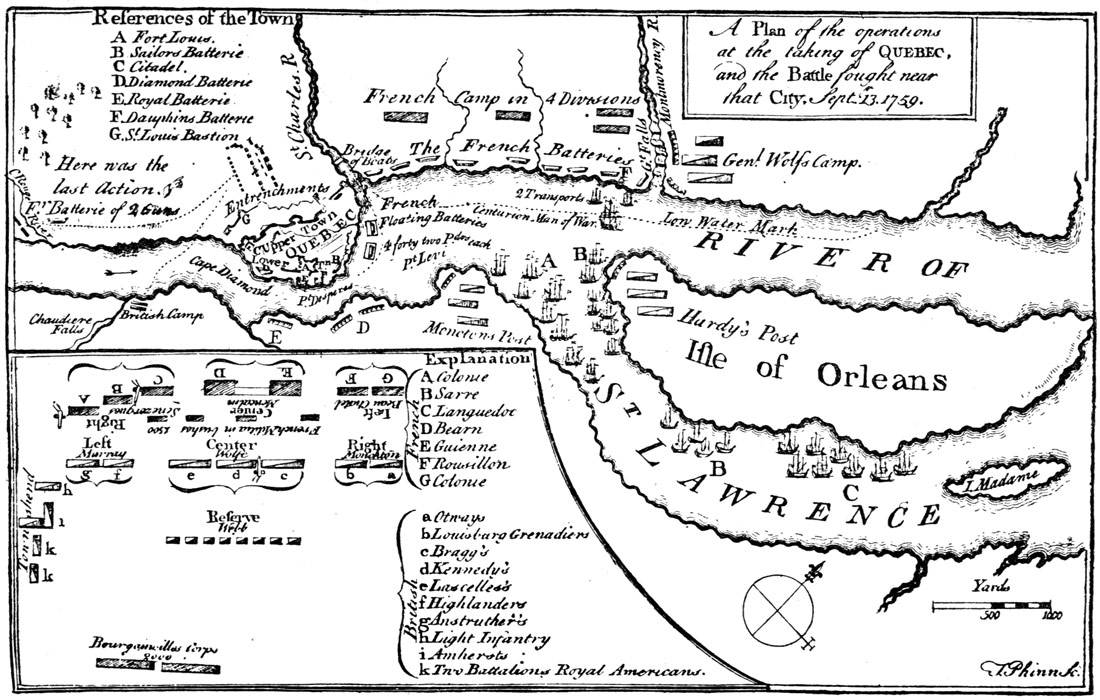 References of the Town
A Fort Louis.
B Sailors Batterie
C Citadel.
D Diamond Batterie
E Royal Batterie
F Dauphins Batterie
G St. Louis Bastion
A Plan of the operations
at the taking of QUEBEC,
and the Battle fought near
that City. Sept. 13. 1759.
St. Charles. R
Montmorency R.
Gt. Falls
French Camp in 4 Divisions
Bridge
of Boats
The French Batteries
F
Genl. Wolfs Camp.
Here was the
last Action.
Fr. Batterie of 2 Guns
C. Rouge
River
Entrenchments
G
French
Floating Batteries
2 Transports
Centurion Man of War
Low Water Mark
4 forty two Pdrs each
Pt. Levi
Upper Town
QUEBEC
Lower
Cape Diamond
RIVER OF
A B
Chaudiere
Falls
British Camp
E
D
Monctons Post
Hurdy's Post
Isle of Orleans
ST LAWRENCE
B
C
I. Madame
Yards
500 1000
T. Phinn Sc.
Explanation
French
A Colonie
B Sarre
C Languedoc
D Bearn
E Guienne
F Rousillon
G Colonie
British
a Otways
b Louisburg Grenadiers
c Bragg's
d Kennedy's
e Lascelles's
f Highlanders
g Anstruther's
h Light Infantry
i Amhersts
k Two Battalions Royal Americans.
A B C
D E
F G
Right
Center
Montcalm
Left
1500
French Militia in bushes
Left
Murray
Center
Wolfe
Right
Monckton
g f
e d c
b a
Townshend
h
i
k
k
Reserve
Webb
Bourgainvilles Corps
2000